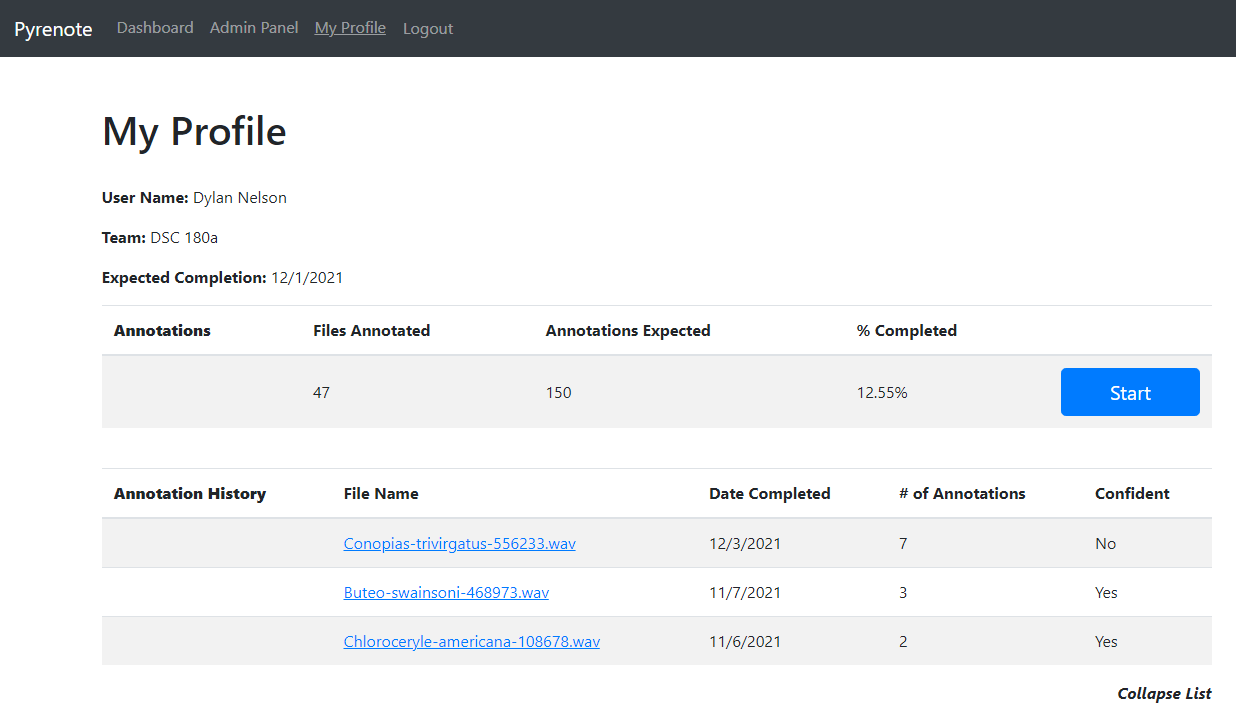 Pyrenote Dashboard Admin Panel My Profile Logout
My Profile
User Name: Dylan Nelson
Team: DSC 180a
Expected Completion: 12/1/2021
Annotations Files Annotated Annotations Expected % Completed
47 150 12.55% Start
Annotation History File Name Date Completed # of Annotations Confident
Conopias-trivirgatus-556233.wav 12/3/2021 7 No
Buteo-swainsoni-468973.wav 11/7/2021 3 Yes
Chloroceryle-americana-108678.wav 11/6/2021 2 Yes
Collapse List